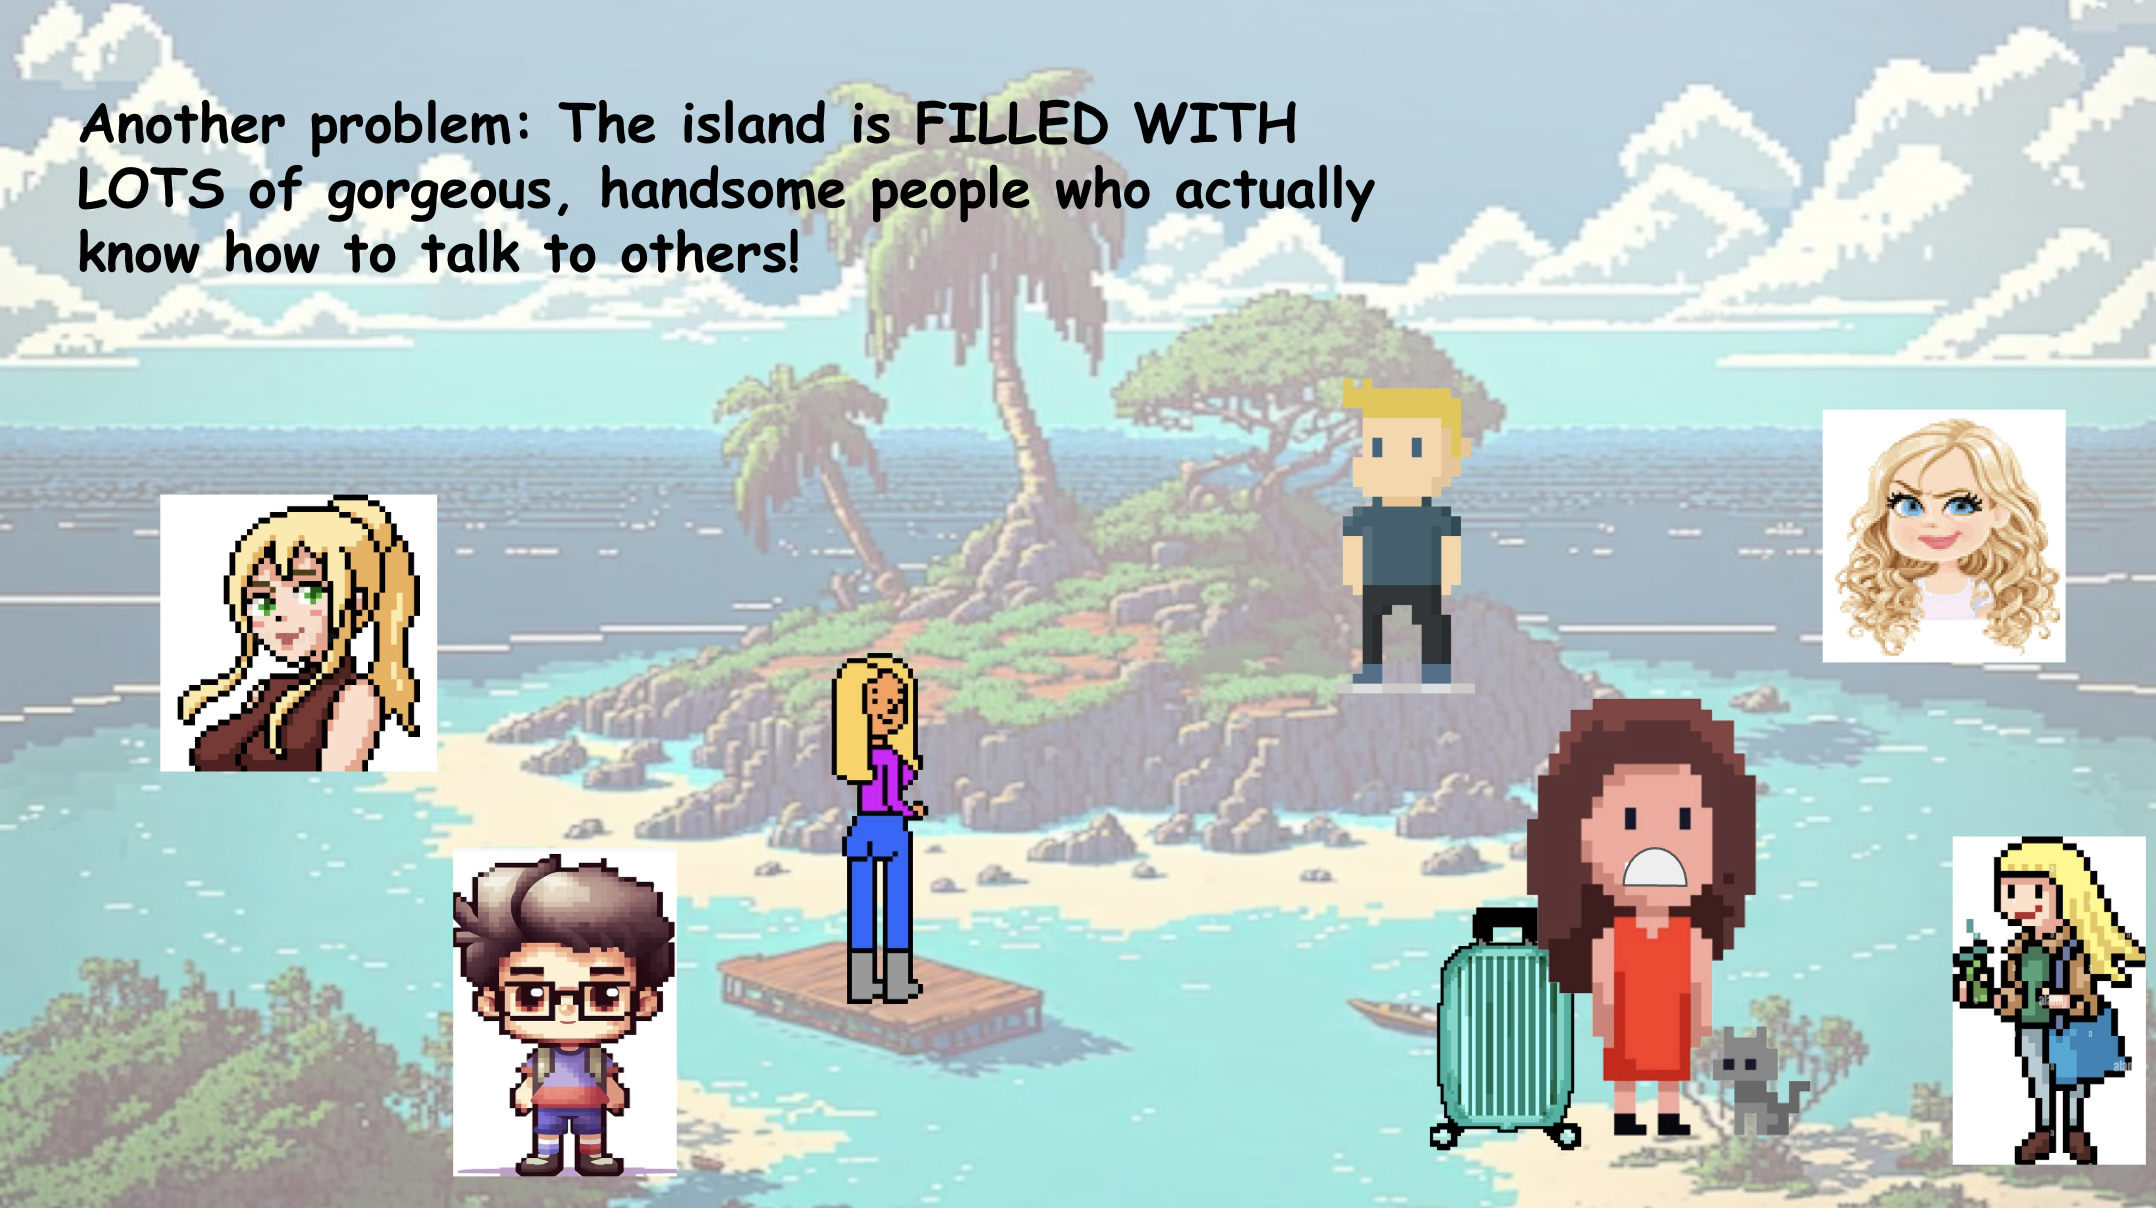 Another problem: The island is FILLED WITH
LOTS of gorgeous, handsome people who actually
know how to talk to others!